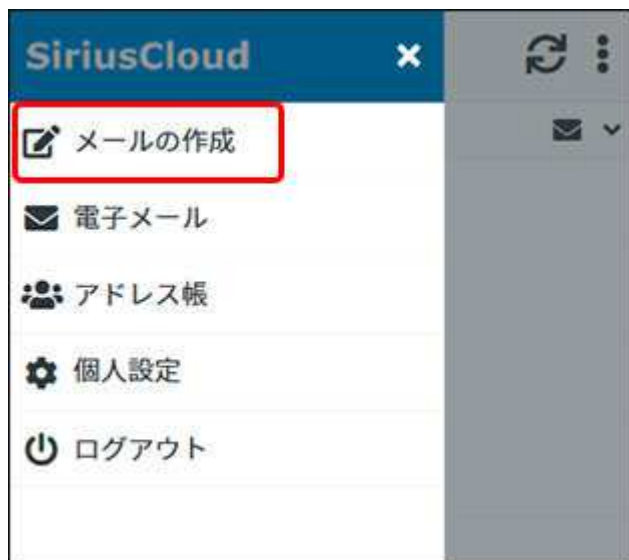 SiriusCloud
メールの作成
電子メール
アドレス帳
個人設定
ログアウト